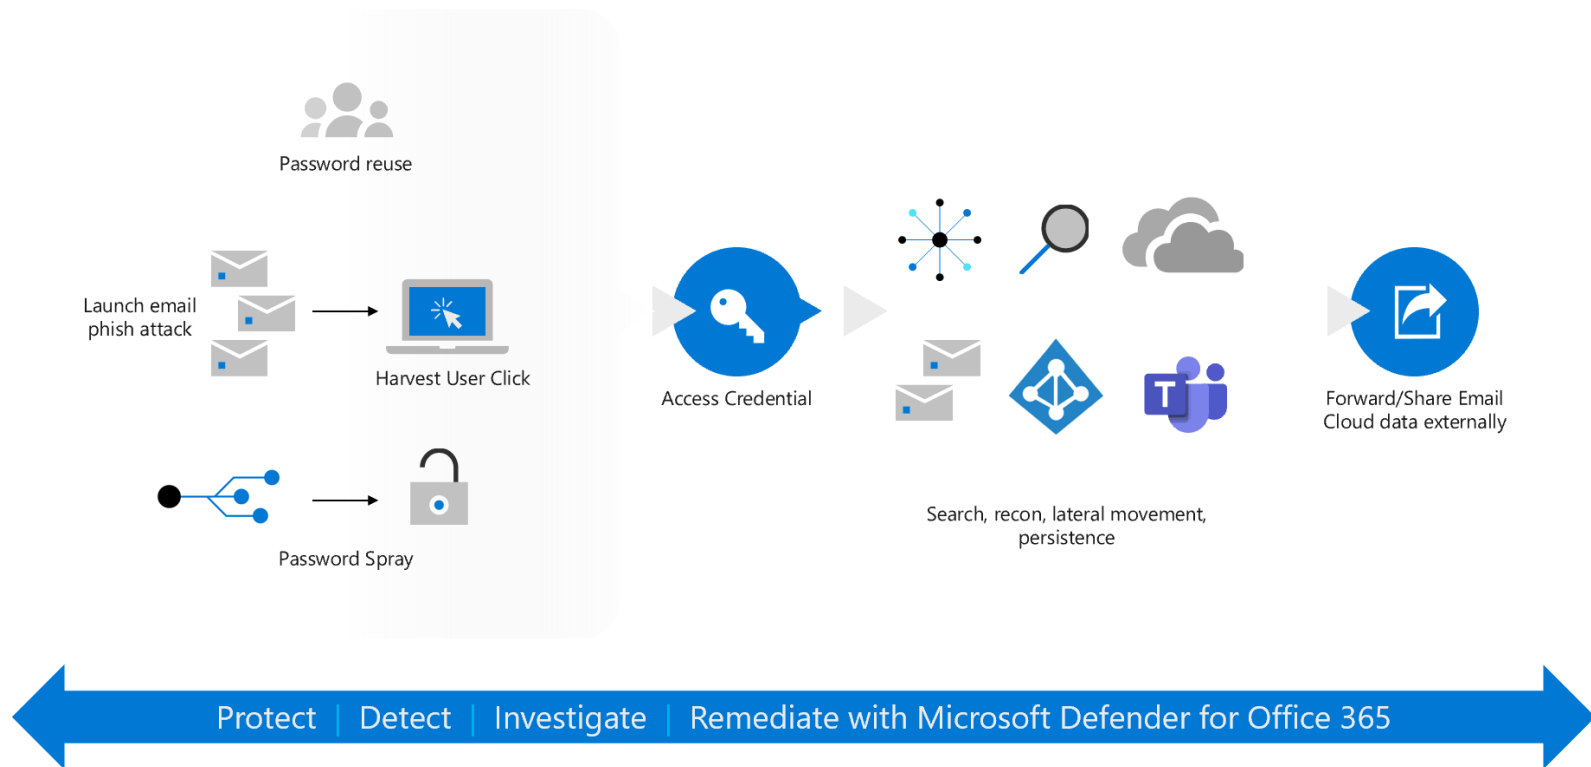 Password reuse
Launch email
phish attack
Harvest User Click
Password Spray
Access Credential
T
Search, recon, lateral movement,
persistence
Forward/Share Email
Cloud data externally
Protect | Detect | Investigate | Remediate with Microsoft Defender for Office 365